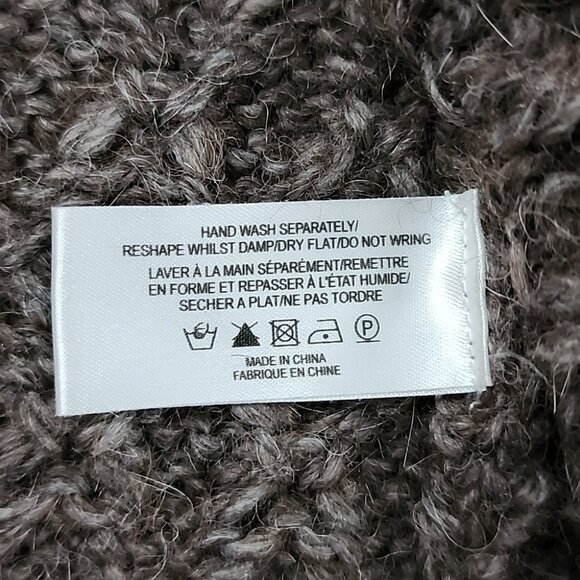 HAND WASH SEPARATELY/
RESHAPE WHILST DAMP/DRY FLAT/DO NOT WRING
LAVER À LA MAIN SÉPARÉMENT/REMETTRE
EN FORME ET REPASSER À L'ÉTAT HUMIDE/
SECHER A PLAT/NE PAS TORDRE
P
MADE IN CHINA
FABRIQUE EN CHINE